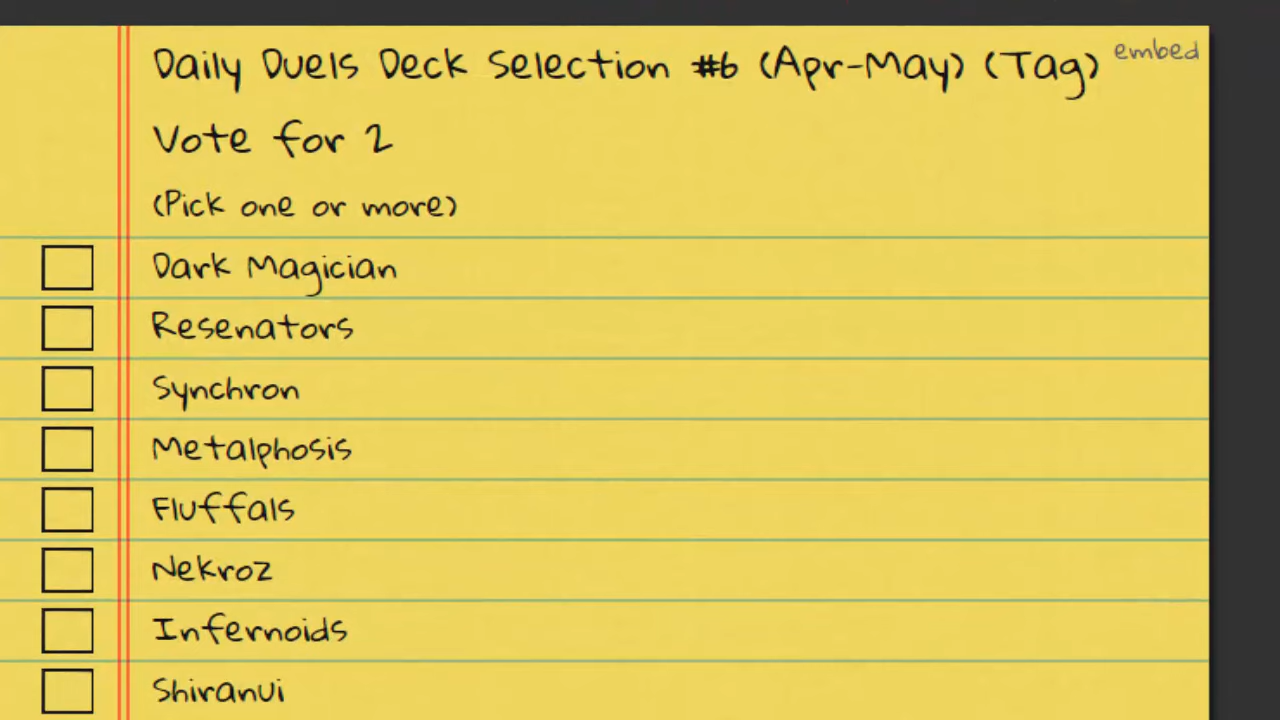 Daily Duels Deck Selection #6 (Apr-May) (Tag) embed
Vote for 2
(Pick one or more)
Dark Magician
Resenators
Synchron
Metalphosis
Fluffals
Nekroz
Infernoids
Shiranui